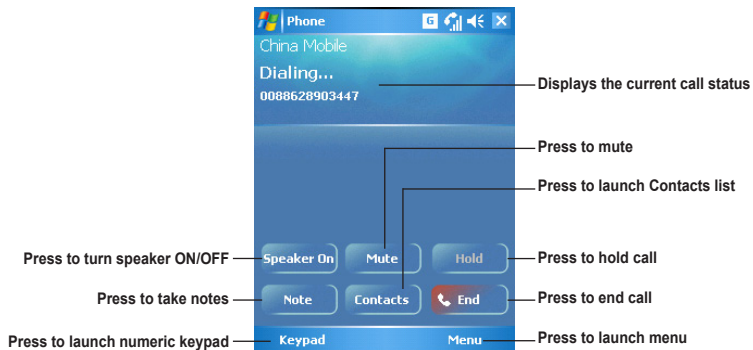 Phone
G
China Mobile
Dialing...
0088628903447
Displays the current call status
Press to mute
Press to launch Contacts list
Press to turn speaker ON/OFF
Speaker On
Mute
Hold
Press to hold call
Press to take notes
Note
Contacts
End
Press to end call
Press to launch numeric keypad
Keypad
Menu
Press to launch menu